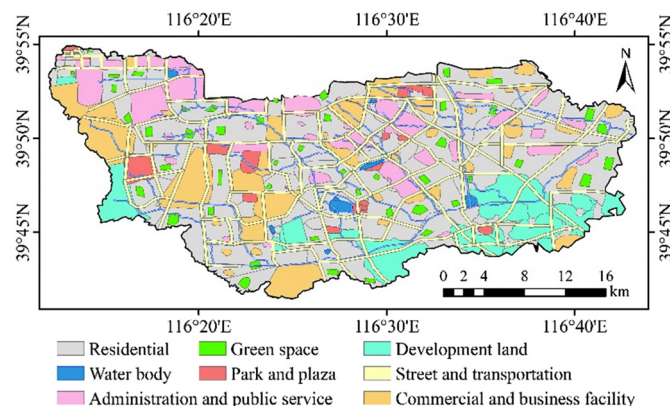 116°20'E 116°30'E 116°40'E
39°55'N 39°55'N
N
39°50'N 39°50'N
39°45'N 39°45'N
0 2 4 8 12 16
km
116°20'E 116°30'E 116°40'E
Residential Green space Development land
Water body Park and plaza Street and transportation
Administration and public service Commercial and business facility